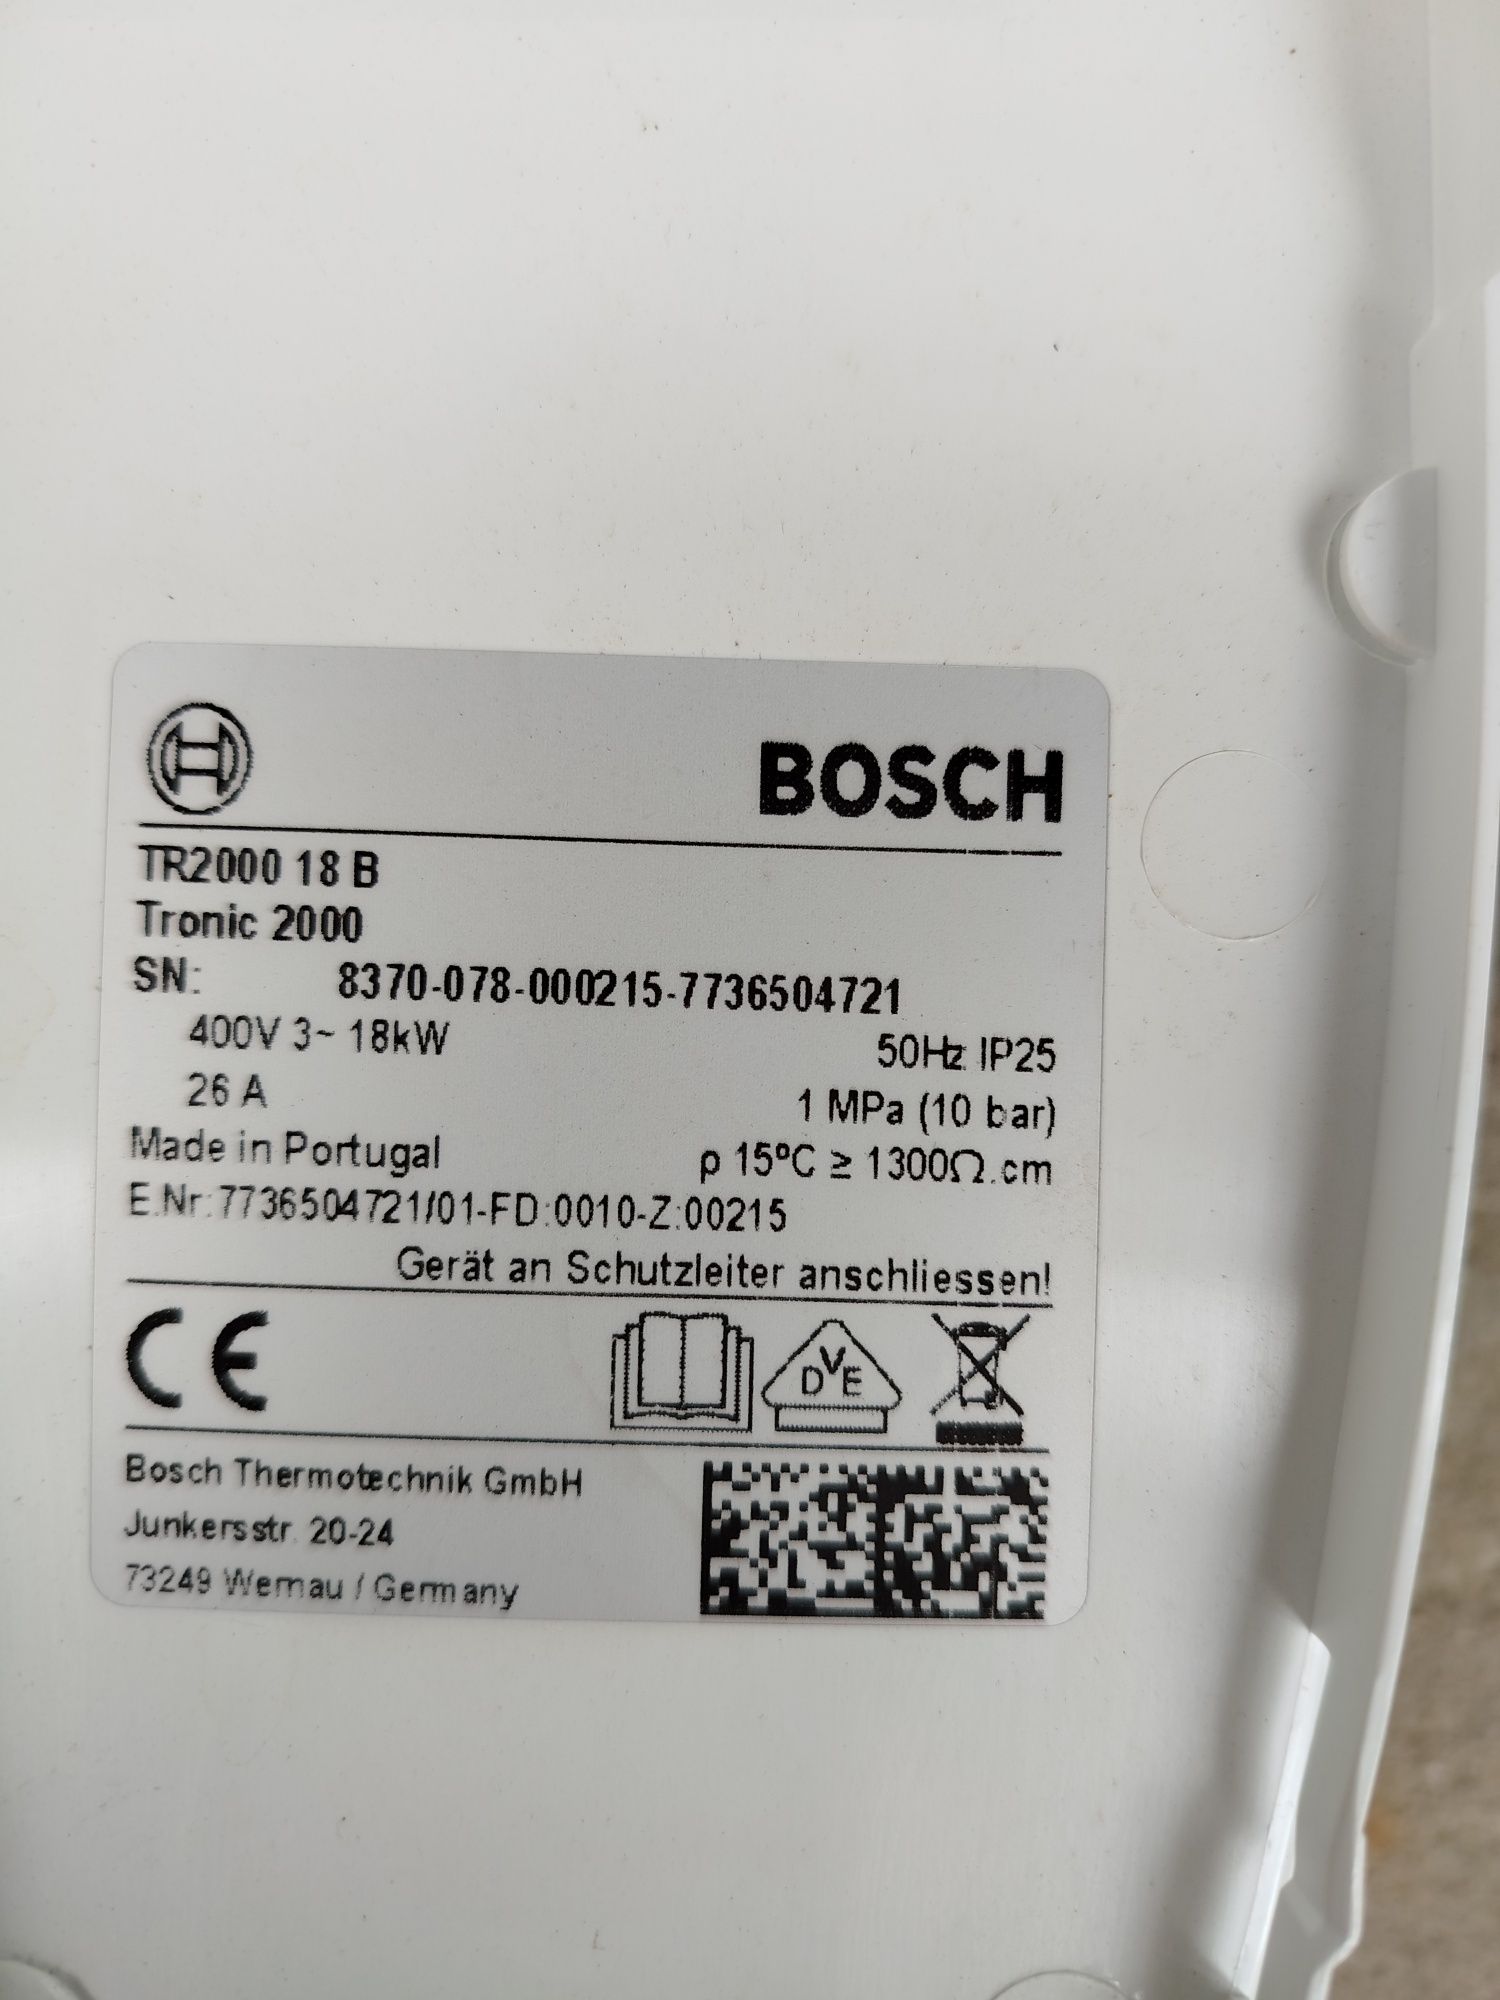 BOSCH
TR2000 18 B
Tronic 2000
SN: 8370-078-000215-7736504721
400V 3~ 18kW 50Hz IP25
26 A 1 MPa (10 bar)
Made in Portugal ρ 15ºC ≥ 1300Ω.cm
E.Nr:7736504721/01-FD:0010-Z:00215
Gerät an Schutzleiter anschliessen!
CE DVE
Bosch Thermotechnik GmbH
Junkersstr. 20-24
73249 Wernau / Germany